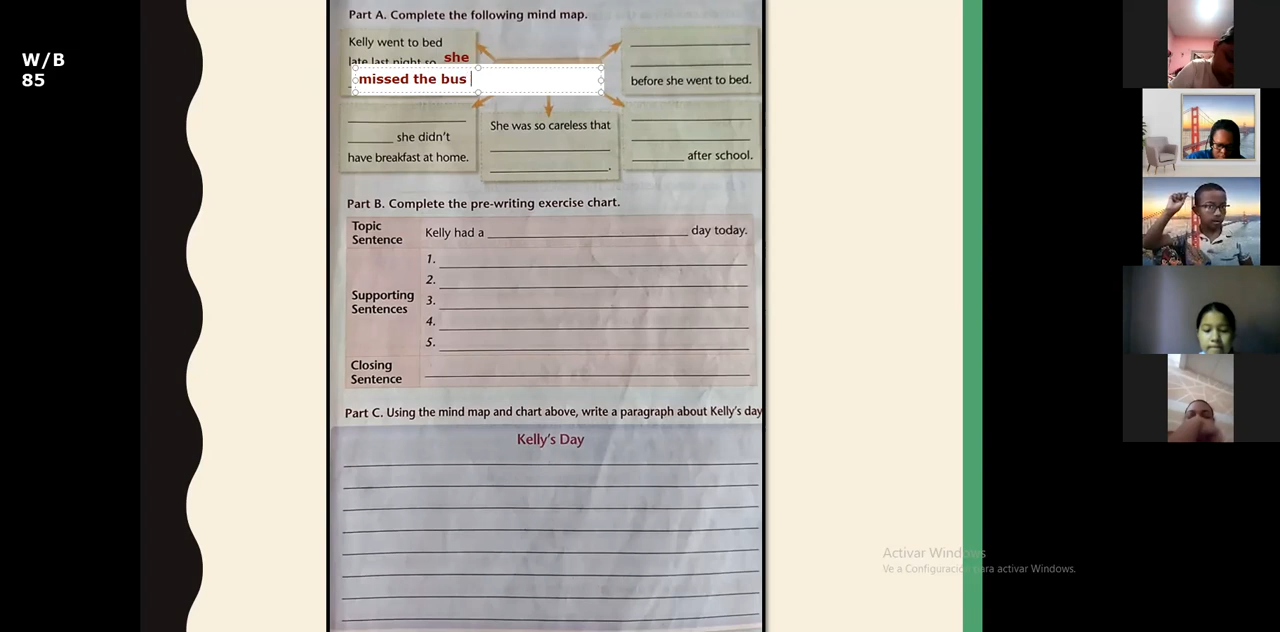 W/B
85
Part A. Complete the following mind map.
Kelly went to bed
late last night so she
missed the bus
before she went to bed.
she didn't
have breakfast at home.
She was so careless that
after school.
Part B. Complete the pre-writing exercise chart.
Topic
Sentence
Kelly had a day today.
Supporting
Sentences
1.
2.
3.
4.
5.
Closing
Sentence
Part C. Using the mind map and chart above, write a paragraph about Kelly's day
Kelly's Day
Activar Windows
Ve a Configuración para activar Windows.